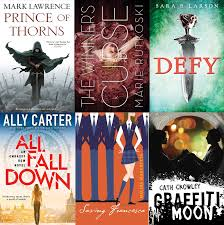 MARK LAWRENCE
PRINCE OF
THORNS
THE WINNER'S
CURSE
MARIE RUTKOSKI
SARA B. LARSON
DEFY
ALLY CARTER
ALL
FALL
DOWN
Saving Francesca
CATH CROWLEY
GRAFFITI
MOON